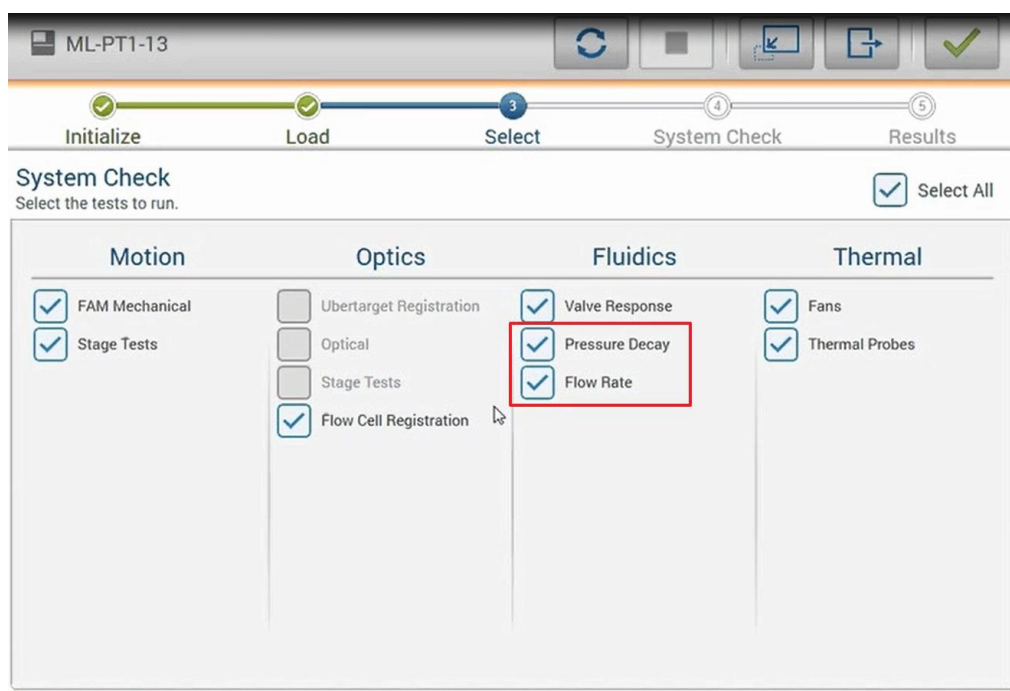 ML-PT1-13
3
4
5
Initialize
Load
Select
System Check
Results
System Check
Select the tests to run.
Select All
Motion
FAM Mechanical
Stage Tests
Optics
Ubertarget Registration
Optical
Stage Tests
Flow Cell Registration
Fluidics
Valve Response
Pressure Decay
Flow Rate
Thermal
Fans
Thermal Probes